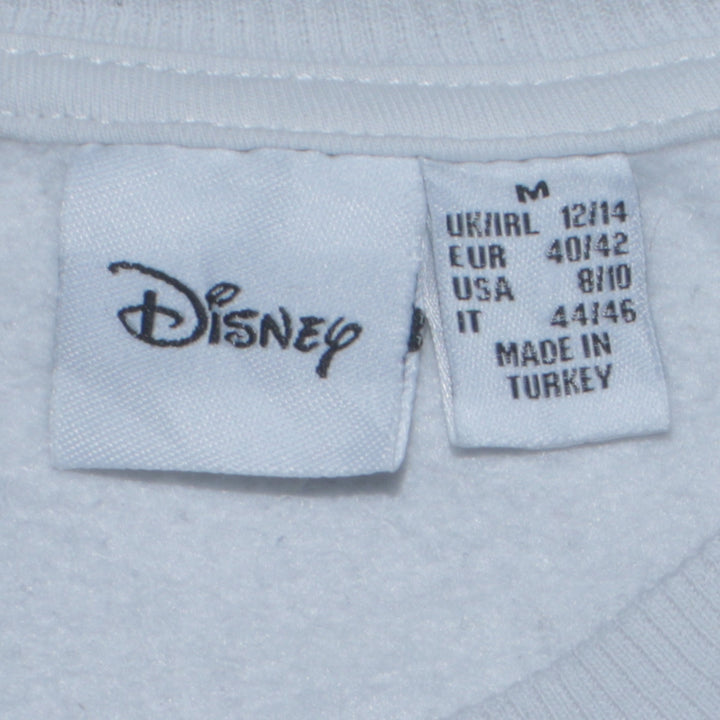 Disney
M
UK/IRL 12/14
EUR 40/42
USA 8/10
IT 44/46
MADE IN
TURKEY